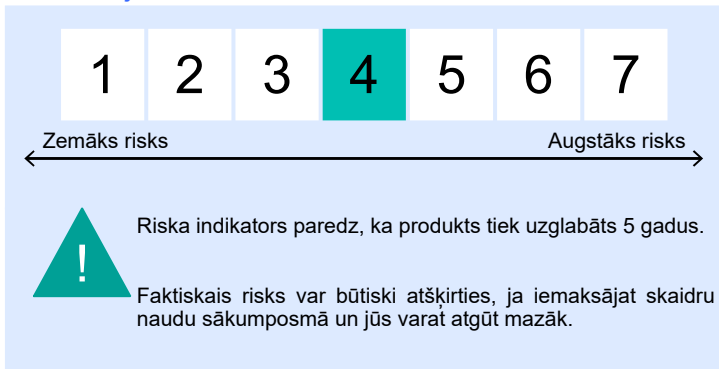 1 2 3 4 5 6 7
Zemāks risks Augstāks risks
Riska indikators paredz, ka produkts tiek uzglabāts 5 gadus.
!
Faktiskais risks var būtiski atšķirties, ja iemaksājat skaidru
naudu sākumposmā un jūs varat atgūt mazāk.